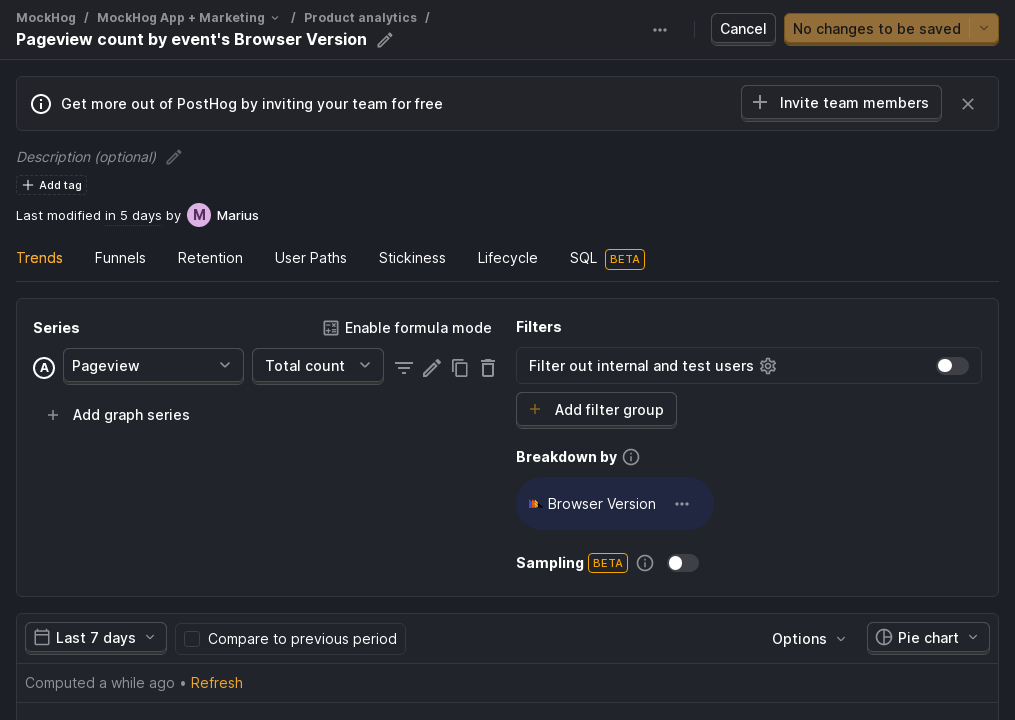 MockHog / MockHog App + Marketing / Product analytics /
Pageview count by event's Browser Version
Cancel
No changes to be saved
Get more out of PostHog by inviting your team for free
Invite team members
Description (optional)
Add tag
Last modified in 5 days by M Marius
Trends Funnels Retention User Paths Stickiness Lifecycle SQL BETA
Series
Enable formula mode
A Pageview Total count
Add graph series
Filters
Filter out internal and test users
Add filter group
Breakdown by
Browser Version
Sampling BETA
Last 7 days Compare to previous period Options Pie chart
Computed a while ago • Refresh